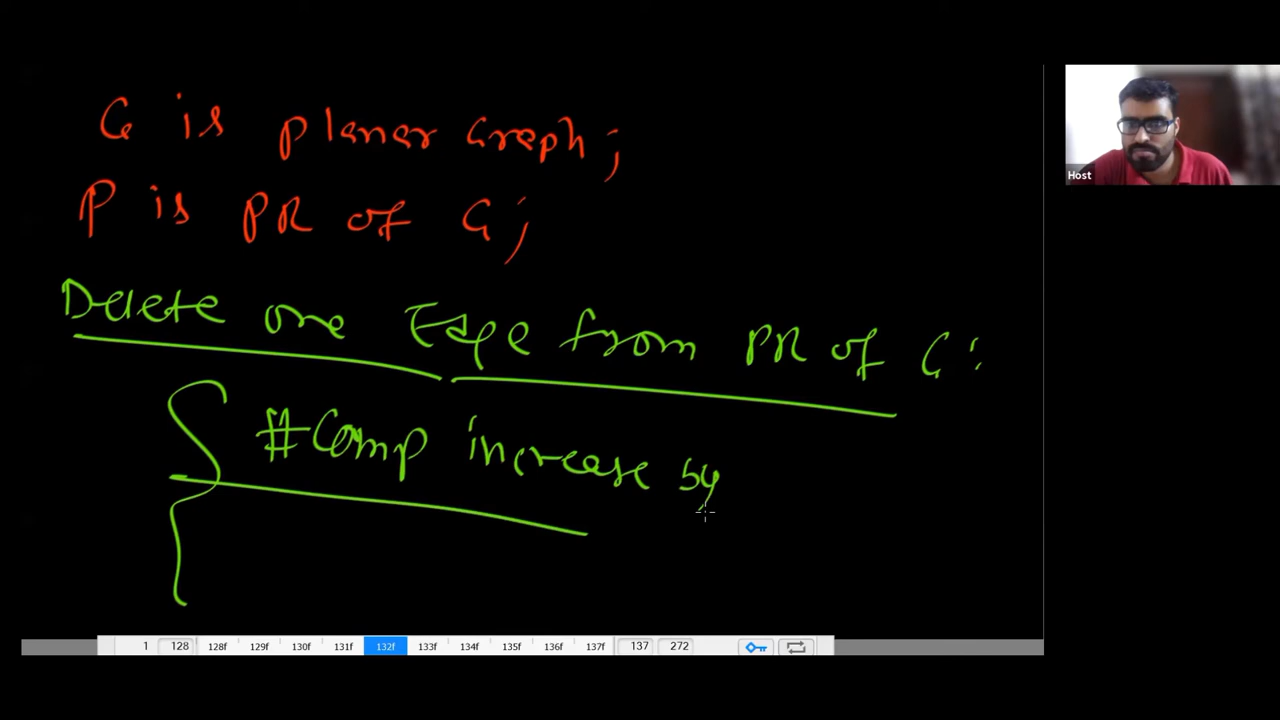 G is planar Graph;
P is PR of G;
Delete one Edge from PR of G:
#Comp increase by
Host
1 128 128f 129f 130f 131f 132f 133f 134f 135f 136f 137f 137 272